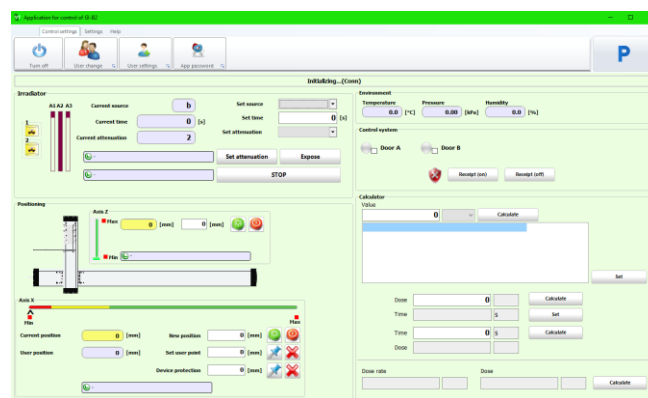 Application for control of GI-B2
Control settings Settings Help
Turn off User change User settings App password
P
Initializing...(Conn)
Irradiator
A1 A2 A3
1
2
Current source b Set source
Current time 0 [s] Set time 0 [s]
Current attenuation 2 Set attenuation
- Set attenuation Expose
- STOP
Environment
Temperature Pressure Humidity
0.0 [°C] 0.00 [kPa] 0.0 [%]
Control system
Door A Door B
Receipt (on) Receipt (off)
Positioning
Axis Z
Max 0 [mm] 0 [mm]
Min -
Axis X
Min Max
Current position 0 [mm] New position 0 [mm]
User position 0 [mm] Set user point 0 [mm]
Device protection 0 [mm]
-
Calculator
Value
0 Calculate
Set
Dose 0 Calculate
Time s Set
Time 0 s Calculate
Dose
Dose rate Dose
Calculate